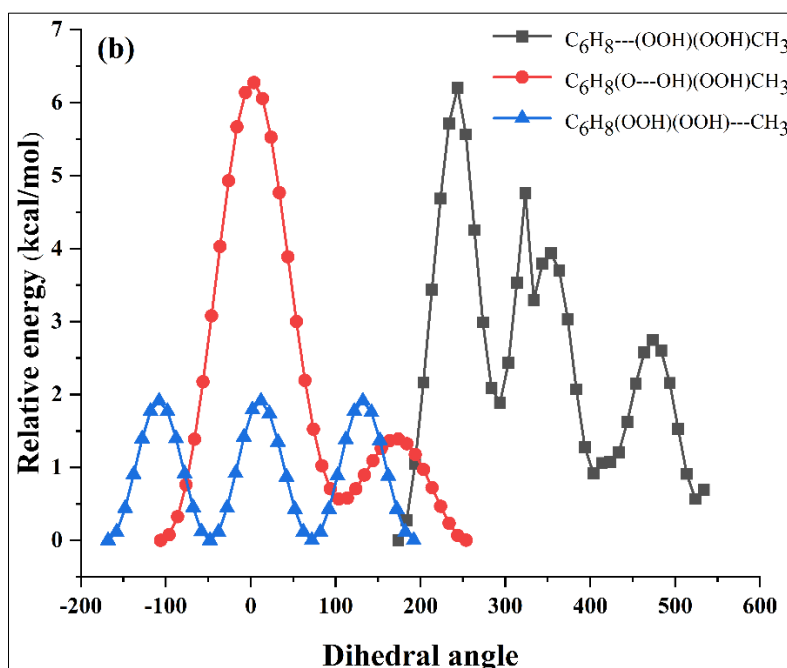 (b)
C6H8---(OOH)(OOH)CH3
C6H8(O---OH)(OOH)CH3
C6H8(OOH)(OOH)---CH3
Relative energy (kcal/mol)
7
6
5
4
3
2
1
0
-200 -100 0 100 200 300 400 500 600
Dihedral angle